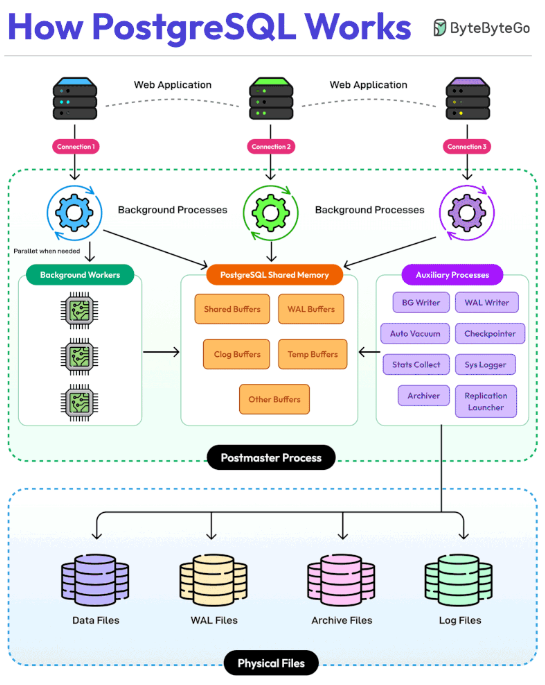 How PostgreSQL Works
ByteByteGo
Web Application
Web Application
Connection 1
Connection 2
Connection 3
Background Processes
Background Processes
Parallet when needed
Background Workers
PostgreSQL Shared Memory
Auxiliary Processes
Shared Buffers
WAL Buffers
Clog Buffers
Temp Buffers
Other Buffers
BG Writer
WAL Writer
Auto Vacuum
Checkpointer
Stats Collect
Sys Logger
Archiver
Replication
Launcher
Postmaster Process
Data Files
WAL Files
Archive Files
Log Files
Physical Files